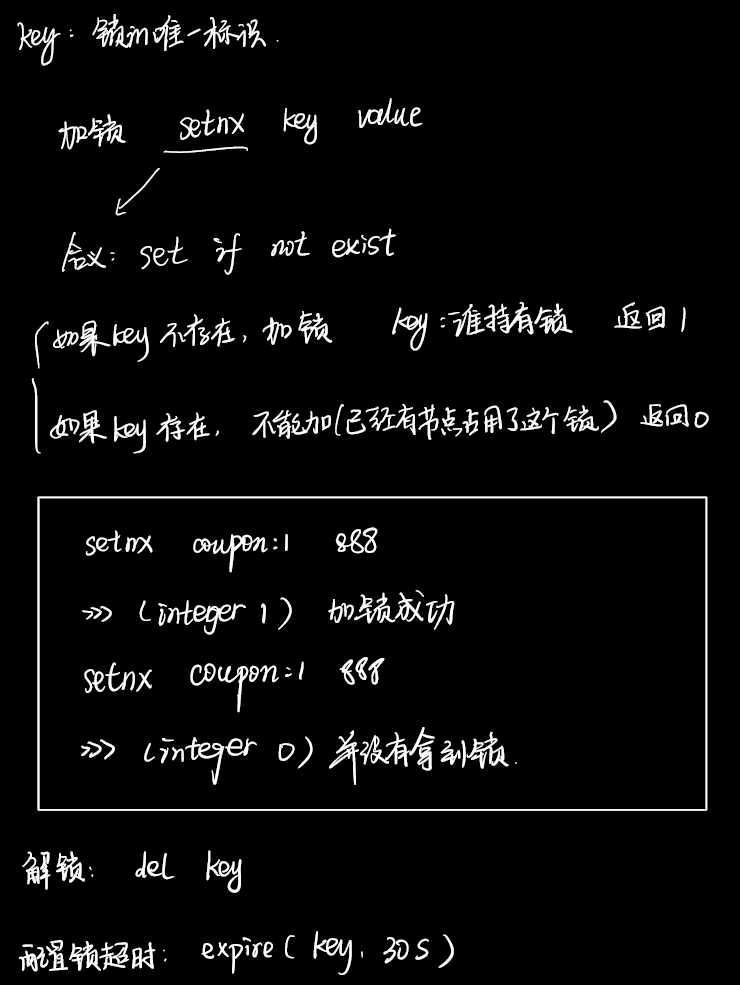 key: 锁的唯一标识.
加锁 setnx key value
含义: set if not exist
如果key不存在, 加锁 key:谁持有锁 返回1
如果key存在, 不能加(已经有节点占用了这个锁) 返回0
setnx coupon:1 888
>>> (integer 1) 加锁成功
setnx coupon:1 888
>>> (integer 0) 并没有拿到锁.
解锁: del key
配置锁超时: expire(key, 30s)